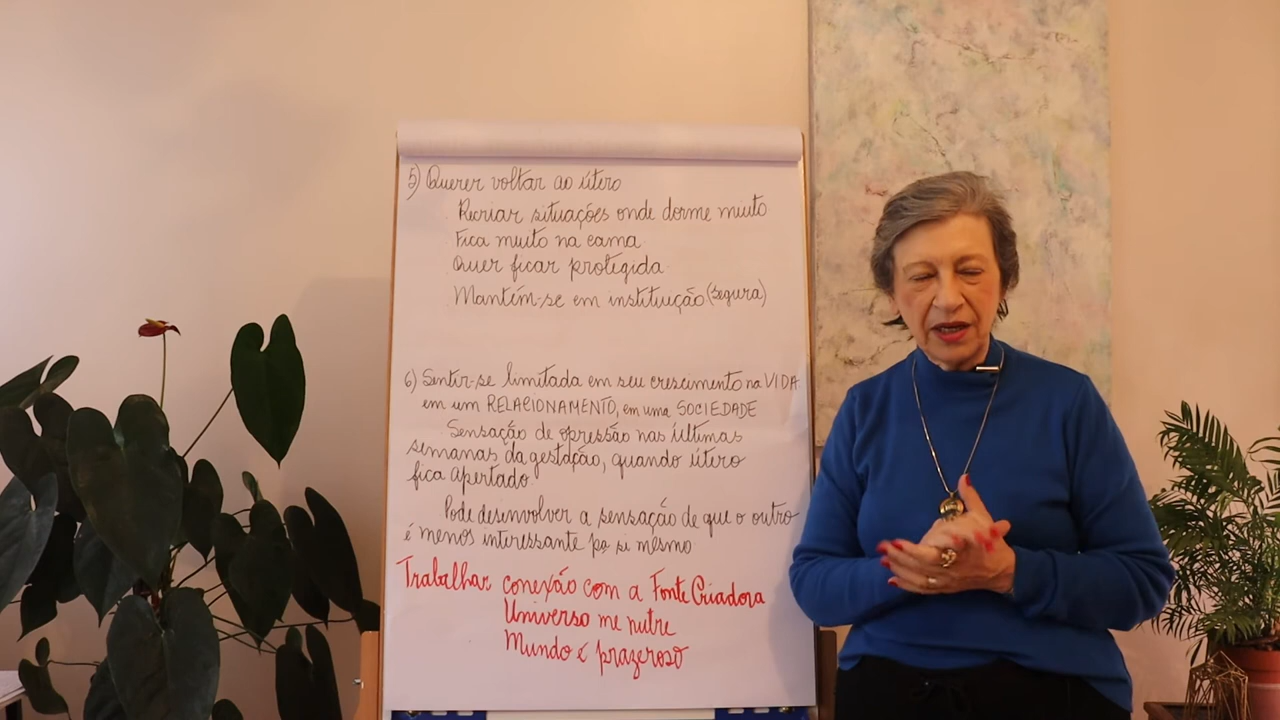 5) Querer voltar ao útero
Recriar situações onde dorme muito
Fica muito na cama
Quer ficar protegida
Mantém-se em instituição (segura)
6) Sentir-se limitada em seu crescimento na VIDA
em um RELACIONAMENTO, em uma SOCIEDADE
Sensação de opressão nas últimas
semanas da gestação, quando útero
fica apertado.
Pode desenvolver a sensação de que o outro
é menos interessante pa si mesmo
Trabalhar conexão com a Fonte Criadora
Universo me nutre
Mundo é prazeroso